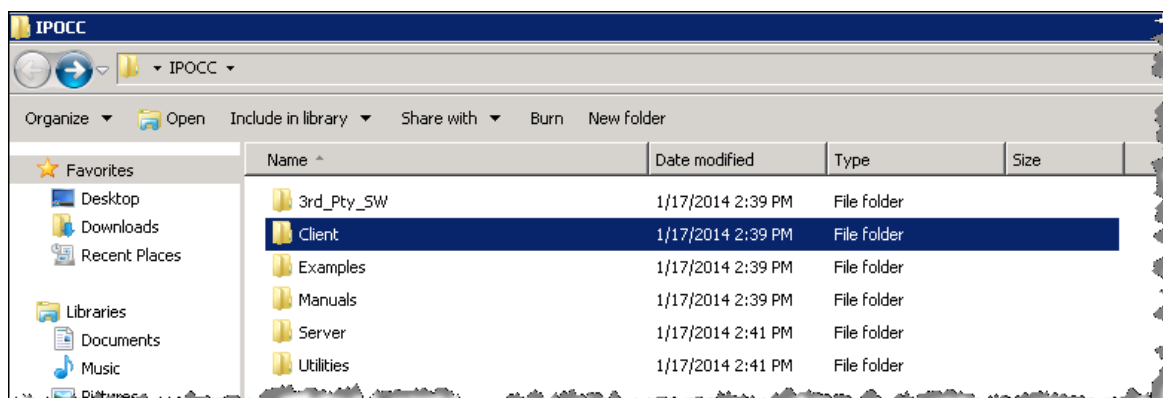 IPOCC
IPOCC
Organize Open Include in library Share with Burn New folder
Favorites
Desktop
Downloads
Recent Places
Libraries
Documents
Music
Name Date modified Type Size
3rd_Pty_SW 1/17/2014 2:39 PM File folder
Client 1/17/2014 2:39 PM File folder
Examples 1/17/2014 2:39 PM File folder
Manuals 1/17/2014 2:39 PM File folder
Server 1/17/2014 2:41 PM File folder
Utilities 1/17/2014 2:41 PM File folder